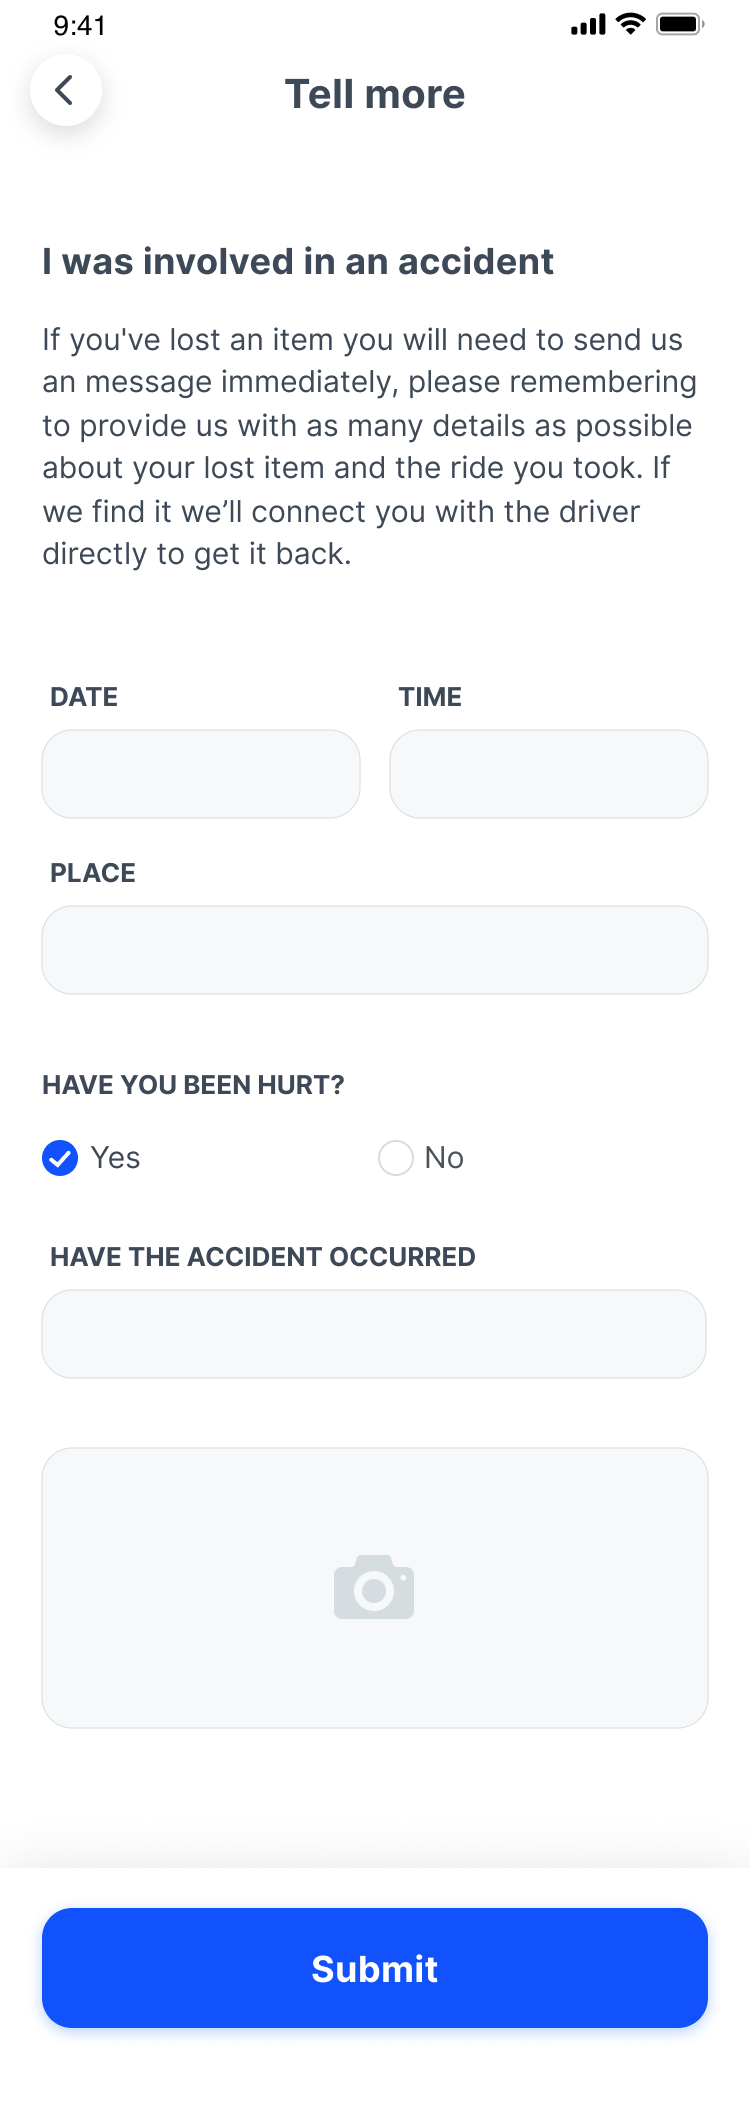 9:41
Tell more
I was involved in an accident
If you've lost an item you will need to send us
an message immediately, please remembering
to provide us with as many details as possible
about your lost item and the ride you took. If
we find it we’ll connect you with the driver
directly to get it back.
DATE
TIME
PLACE
HAVE YOU BEEN HURT?
Yes
No
HAVE THE ACCIDENT OCCURRED
Submit